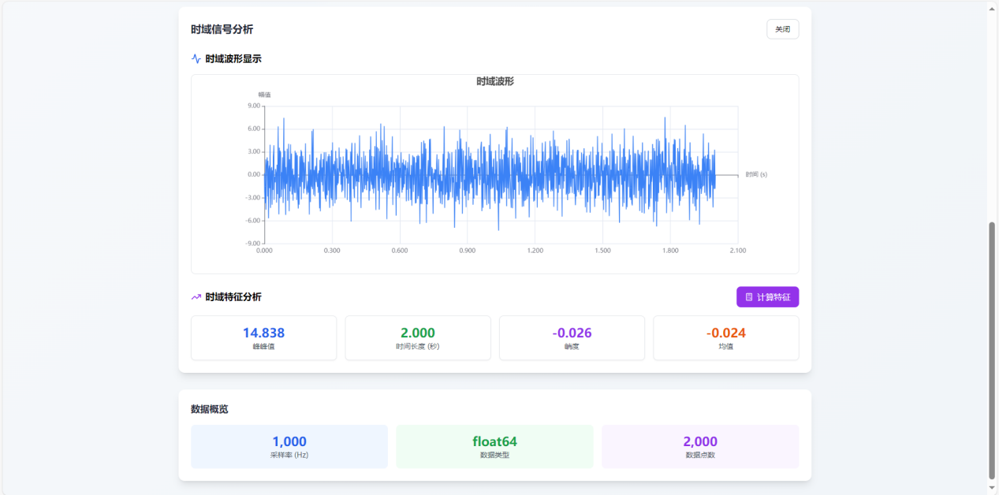 时域信号分析
关闭
时域波形显示
时域波形
幅值
9.00
6.00
3.00
0.00
-3.00
-6.00
-9.00
时间 (s)
0.000 0.300 0.600 0.900 1.200 1.500 1.800 2.100
时域特征分析
计算特征
14.838 2.000 -0.026 -0.024
峰峰值 时间长度 (秒) 峭度 均值
数据概览
1,000 float64 2,000
采样率 (Hz) 数据类型 数据点数